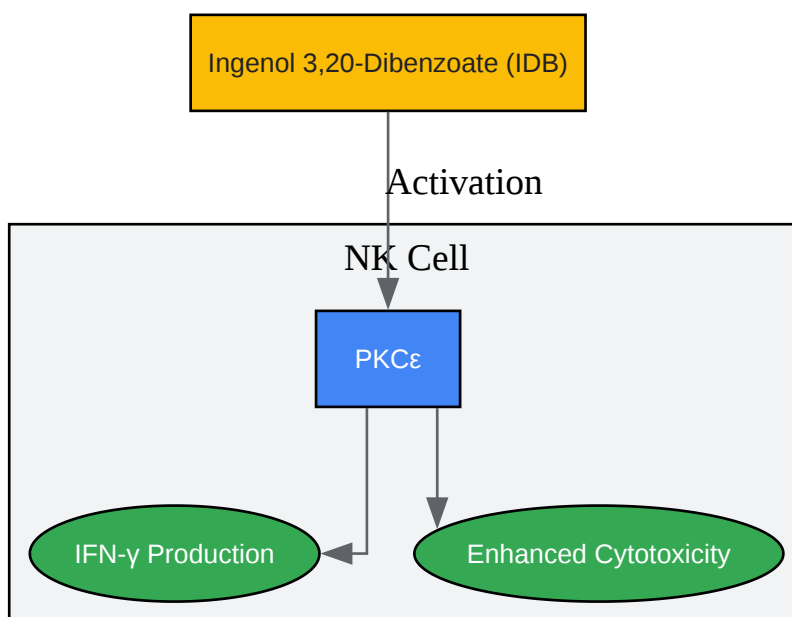 Ingenol 3,20-Dibenzoate (IDB)
Activation
NK Cell
PKCε
IFN-γ Production
Enhanced Cytotoxicity